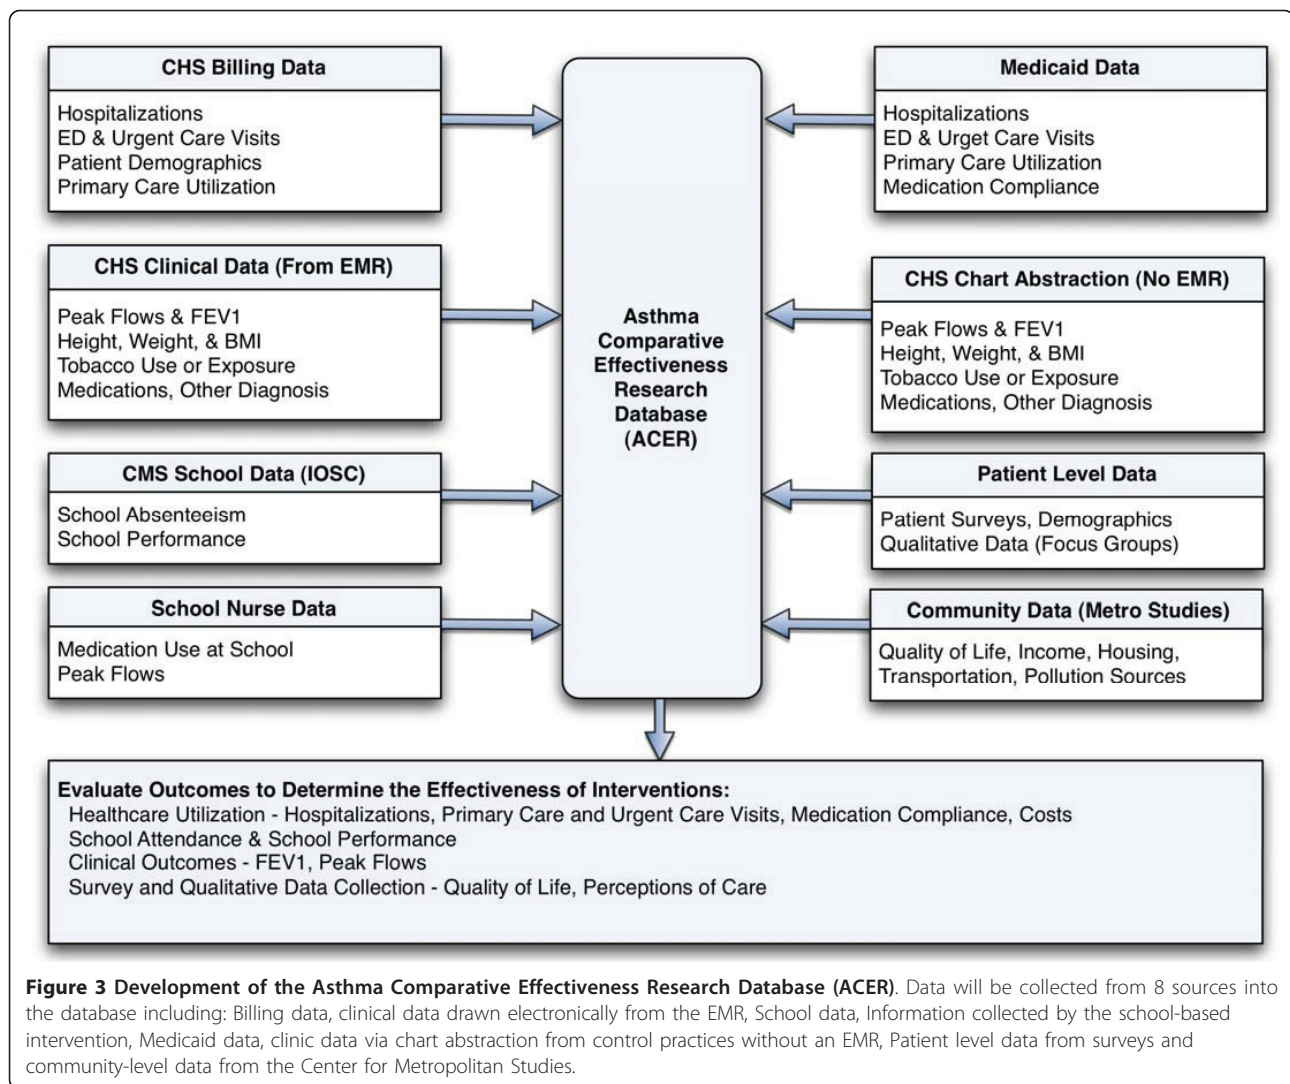 CHS Billing Data
Hospitalizations
ED & Urgent Care Visits
Patient Demographics
Primary Care Utilization
CHS Clinical Data (From EMR)
Peak Flows & FEV1
Height, Weight, & BMI
Tobacco Use or Exposure
Medications, Other Diagnosis
CMS School Data (IOSC)
School Absenteeism
School Performance
School Nurse Data
Medication Use at School
Peak Flows
Asthma
Comparative
Effectiveness
Research
Database
(ACER)
Medicaid Data
Hospitalizations
ED & Urget Care Visits
Primary Care Utilization
Medication Compliance
CHS Chart Abstraction (No EMR)
Peak Flows & FEV1
Height, Weight, & BMI
Tobacco Use or Exposure
Medications, Other Diagnosis
Patient Level Data
Patient Surveys, Demographics
Qualitative Data (Focus Groups)
Community Data (Metro Studies)
Quality of Life, Income, Housing,
Transportation, Pollution Sources
Evaluate Outcomes to Determine the Effectiveness of Interventions:
Healthcare Utilization - Hospitalizations, Primary Care and Urgent Care Visits, Medication Compliance, Costs
School Attendance & School Performance
Clinical Outcomes - FEV1, Peak Flows
Survey and Qualitative Data Collection - Quality of Life, Perceptions of Care
Figure 3 Development of the Asthma Comparative Effectiveness Research Database (ACER). Data will be collected from 8 sources into
the database including: Billing data, clinical data drawn electronically from the EMR, School data, Information collected by the school-based
intervention, Medicaid data, clinic data via chart abstraction from control practices without an EMR, Patient level data from surveys and
community-level data from the Center for Metropolitan Studies.